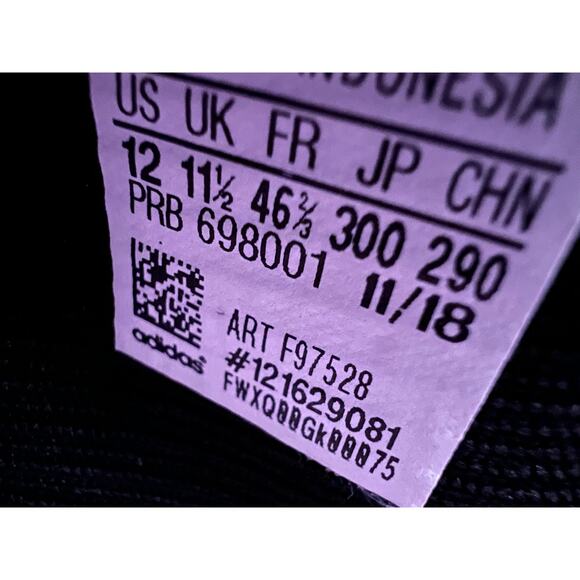 INDONESIA
US UK FR JP CHN
12 11½ 46⅔ 300 290
PRB 698001 11/18
ART F97528
#121629081
FWXQ00Gk00075
adidas